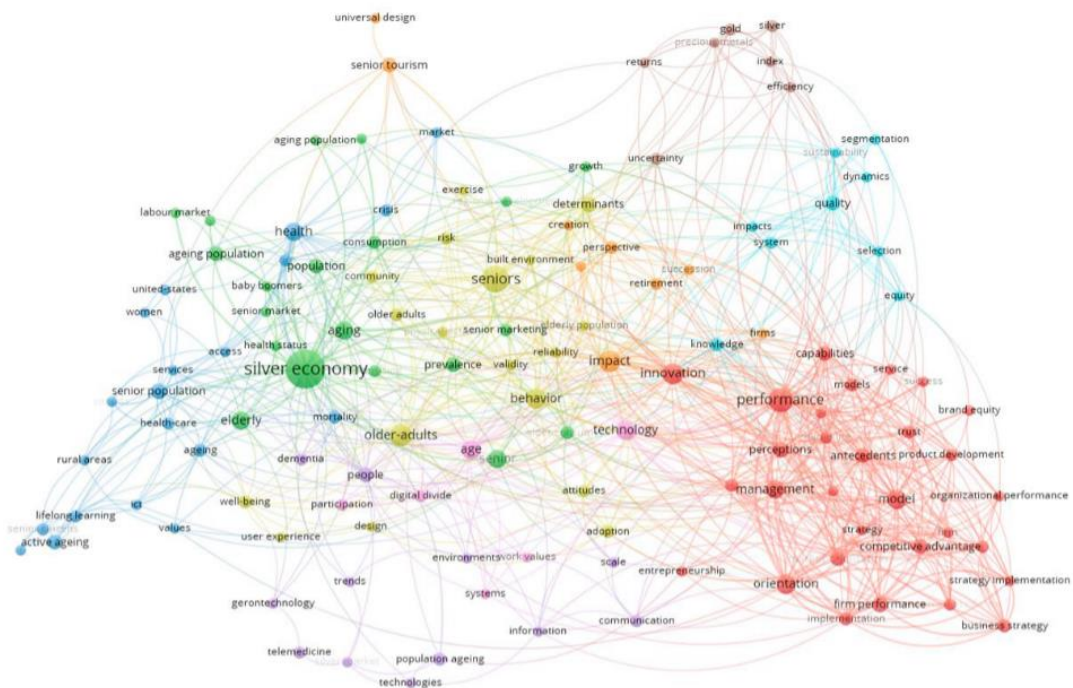 universal design
senior tourism
gold
silver
precious metals
returns
index
efficiency
market
aging population
segmentation
sustainability
uncertainty
growth
dynamics
exercise
determinants
quality
labour market
crisis
health
creation
impacts
risk
consumption
system
perspective
ageing population
selection
built environment
population
community
seniors
succession
retirement
baby boomers
united-states
equity
women
senior market
older adults
elderly population
senior marketing
firms
health status
knowledge
access
aging
reliability
capabilities
silver economy
prevalence
validity
impact
innovation
service
services
models
success
senior population
behavior
performance
brand equity
mortality
health-care
elderly
older-adults
technology
trust
ageing
age
perceptions
antecedents
product development
rural areas
dementia
senior
people
management
digital divide
attitudes
model
organizational performance
well-being
participation
ict
lifelong learning
values
design
adoption
strategy
user experience
active ageing
competitive advantage
environments
work values
scale
entrepreneurship
trends
orientation
strategy implementation
systems
gerontology
firm performance
implementation
communication
business strategy
information
telemedicine
population ageing
technologies